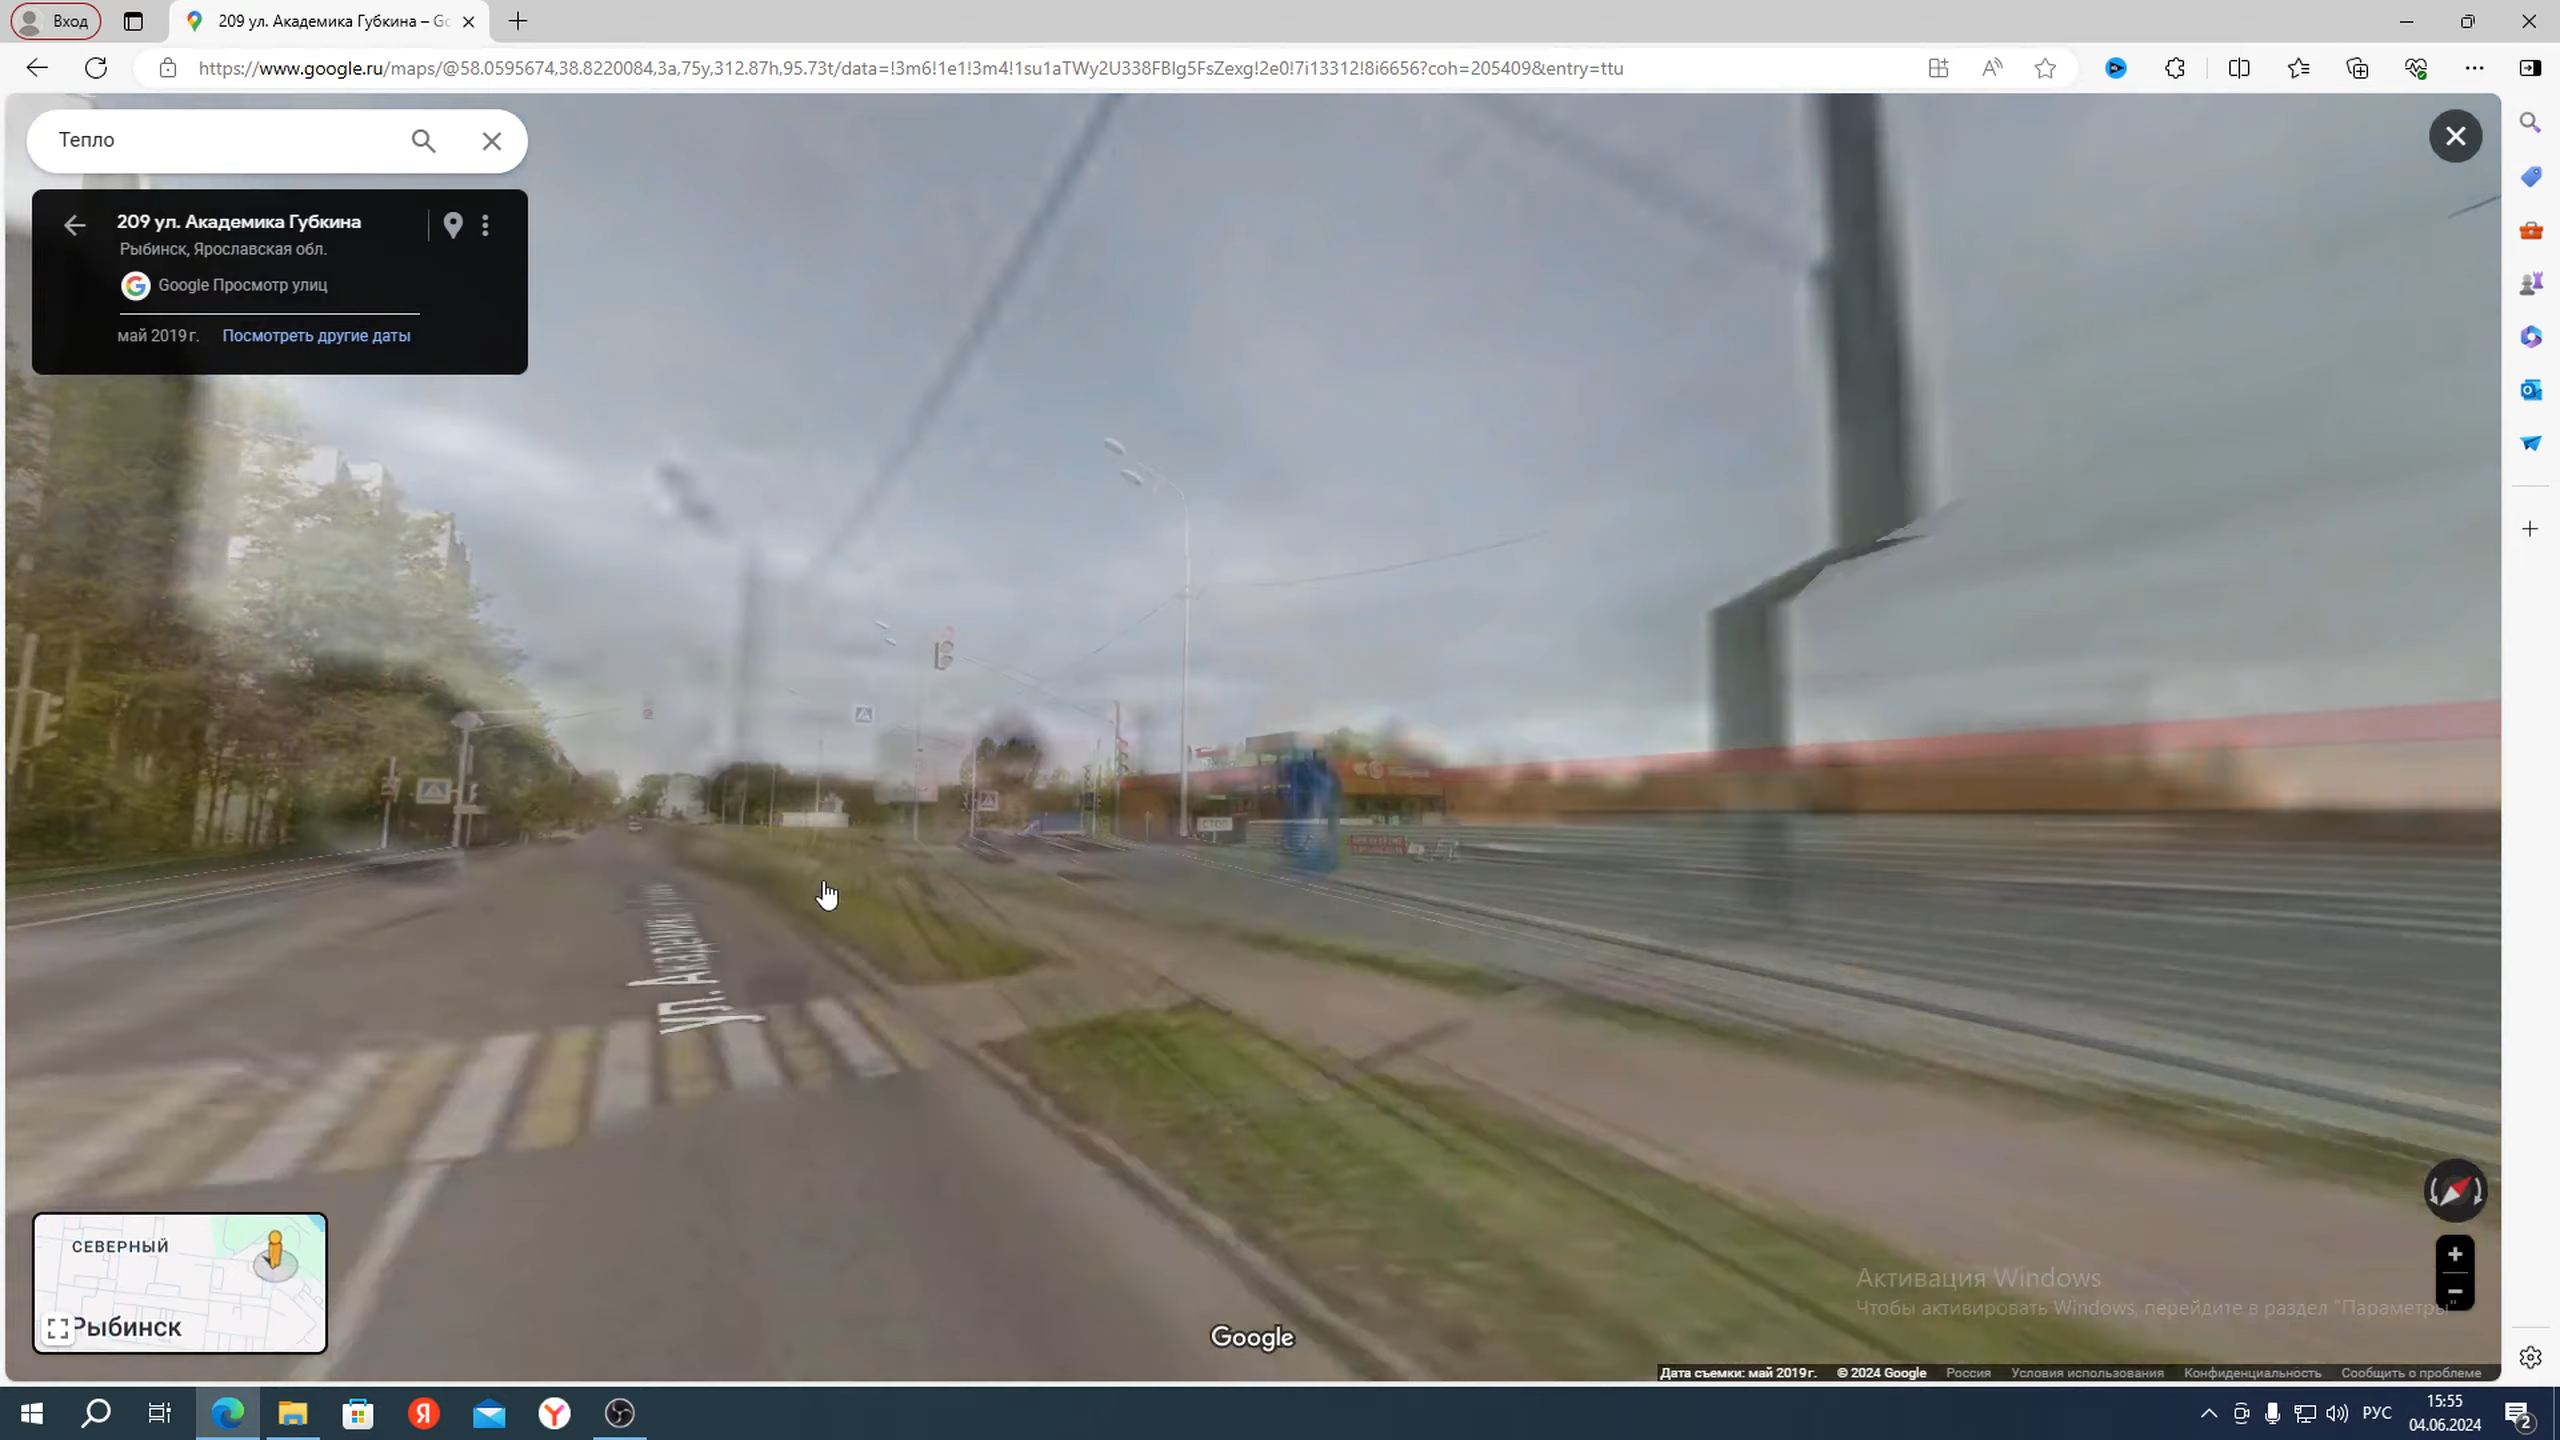 Вход
209 ул. Академика Губкина – Go
https://www.google.ru/maps/@58.0595674,38.8220084,3a,75y,312.87h,95.73t/data=!3m6!1e1!3m4!1su1aTWy2U338FBIg5FsZexg!2e0!7i13312!8i6656?coh=205409&entry=ttu
Тепло
209 ул. Академика Губкина
Рыбинск, Ярославская обл.
Google Просмотр улиц
май 2019 г. Посмотреть другие даты
СТОП
ул.
СЕВЕРНЫЙ
Рыбинск
Активация Windows
Чтобы активировать Windows, перейдите в раздел "Параметры"
Google
Дата съемки: май 2019 г. © 2024 Google Россия Условия использования Конфиденциальность Сообщить о проблеме
РУС
15:55
04.06.2024
2